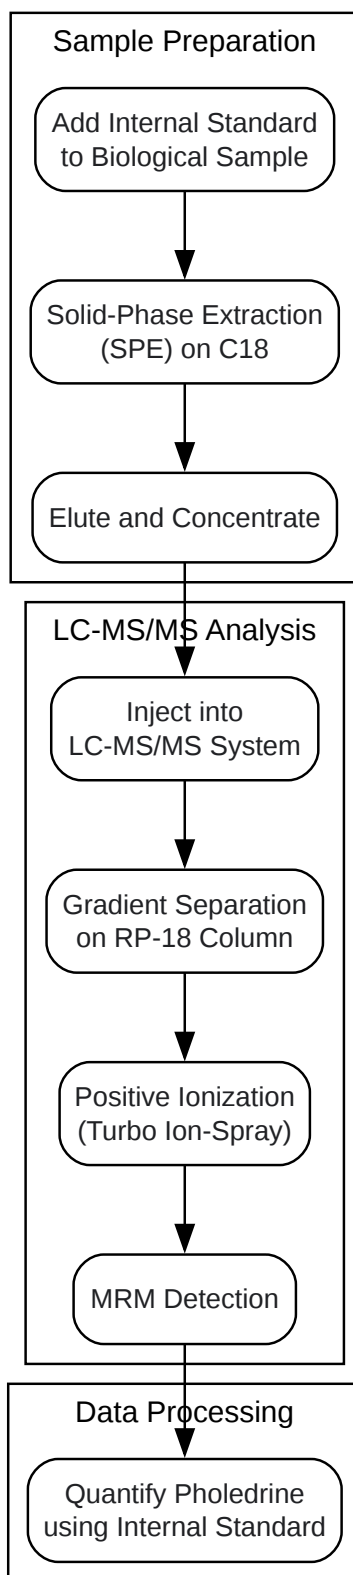 Sample Preparation
Add Internal Standard
to Biological Sample
Solid-Phase Extraction
(SPE) on C18
Elute and Concentrate
LC-MS/MS Analysis
Inject into
LC-MS/MS System
Gradient Separation
on RP-18 Column
Positive Ionization
(Turbo Ion-Spray)
MRM Detection
Data Processing
Quantify Pholedrine
using Internal Standard